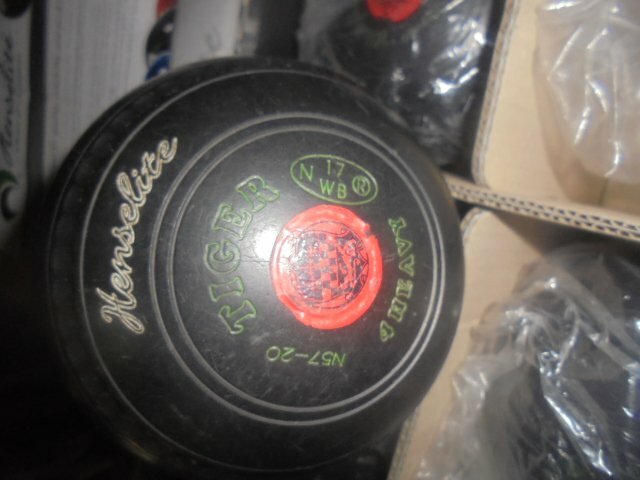 Henselite
TIGER
N 17 ®
WB
4 HEAVY
N57-20